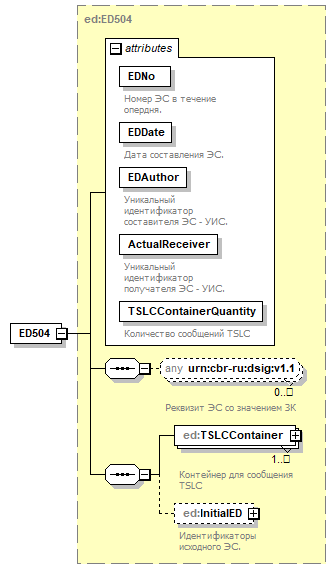 ed:ED504
attributes
EDNo
Номер ЭС в течение
опердня.
EDDate
Дата составления ЭС.
EDAuthor
Уникальный
идентификатор
составителя ЭС - УИС.
ActualReceiver
Уникальный
идентификатор
получателя ЭС - УИС.
TSLCContainerQuantity
Количество сообщений TSLC
ED504
any urn:cbr-ru:dsig:v1.1
0..
Реквизит ЭС со значением ЗК
ed:TSLCContainer
1..
Контейнер для сообщения
TSLC
ed:InitialED
Идентификаторы
исходного ЭС.